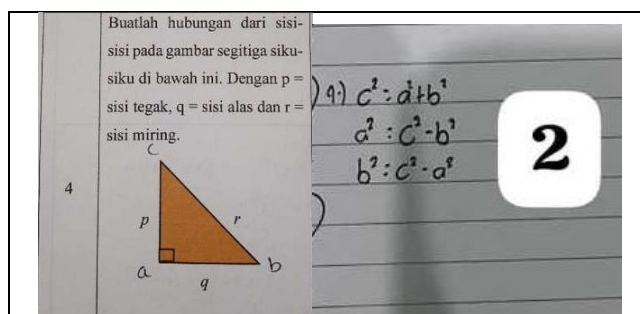 Buatlah hubungan dari sisi-
sisi pada gambar segitiga siku-
siku di bawah ini. Dengan p =
sisi tegak, q = sisi alas dan r =
sisi miring.
4
c
p
r
a
b
q
) 4.) c² = a² + b²
a² = c² - b²
b² = c² - a²
)
2